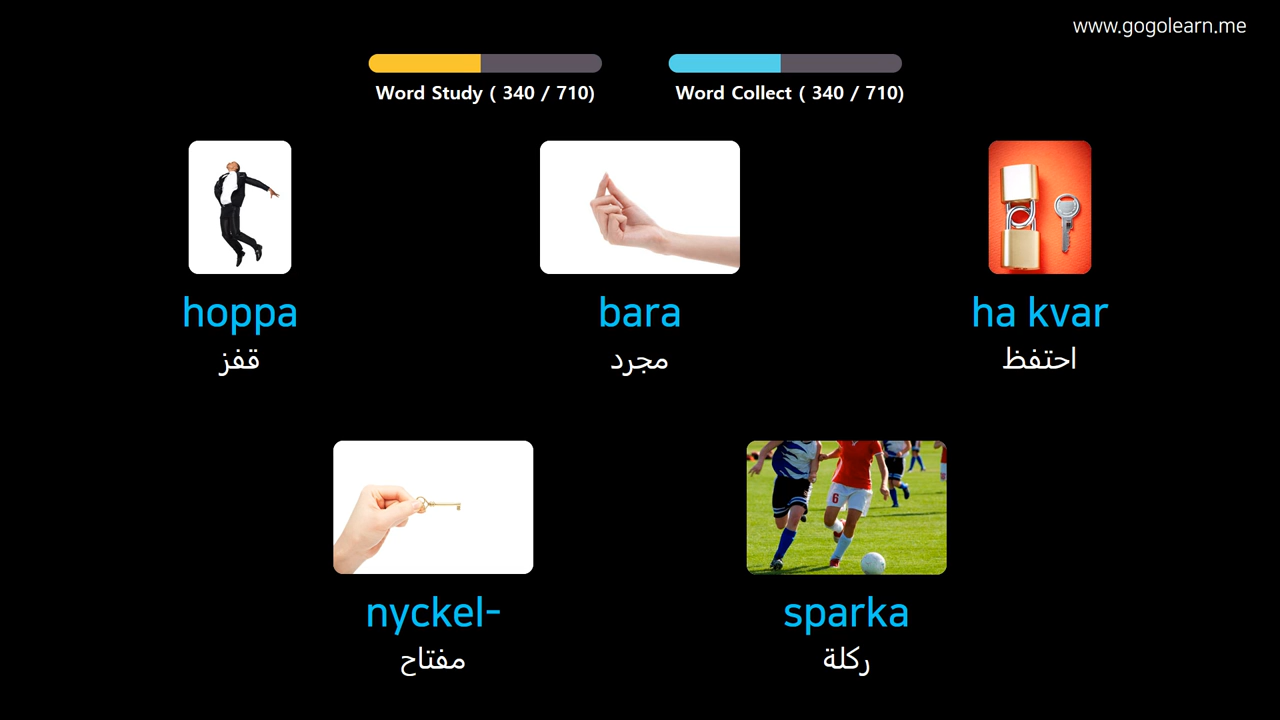 www.gogolearn.me
Word Study ( 340 / 710)
Word Collect ( 340 / 710)
hoppa
قفز
bara
مجرد
ha kvar
احتفظ
nyckel-
مفتاح
sparka
ركلة
6